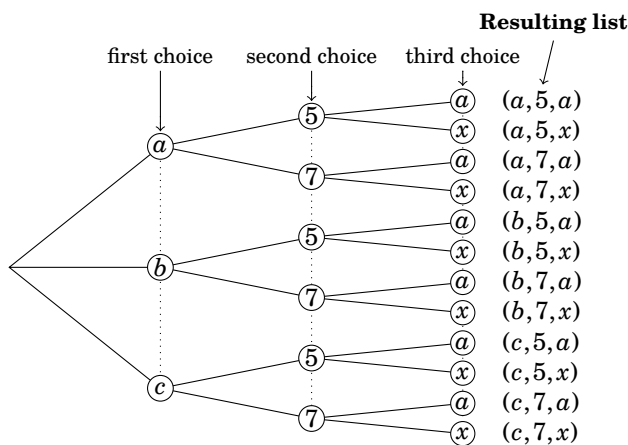 Resulting list
first choice second choice third choice
a (a,5,a)
5
x (a,5,x)
a
a (a,7,a)
7
x (a,7,x)
a (b,5,a)
5
x (b,5,x)
b
a (b,7,a)
7
x (b,7,x)
a (c,5,a)
5
x (c,5,x)
c
a (c,7,a)
7
x (c,7,x)